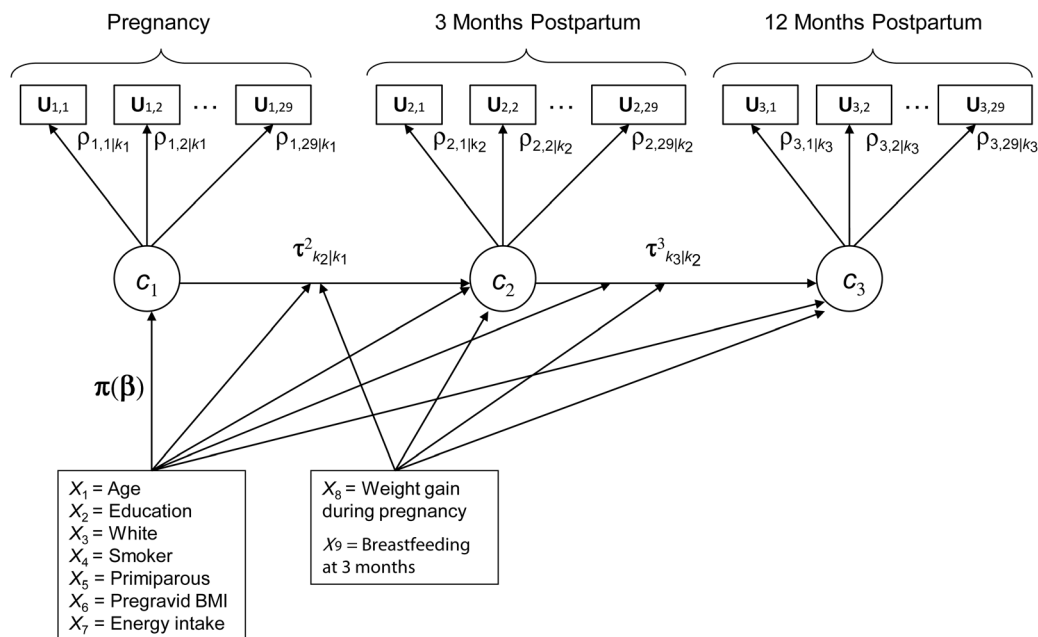 Pregnancy 3 Months Postpartum 12 Months Postpartum
U1,1 U1,2 … U1,29 U2,1 U2,2 … U2,29 U3,1 U3,2 … U3,29
ρ1,1|k1 ρ1,2|k1 ρ1,29|k1 ρ2,1|k2 ρ2,2|k2 ρ2,29|k2 ρ3,1|k3 ρ3,2|k3 ρ3,29|k3
τ²k2|k1 τ³k3|k2
c1 c2 c3
π(β)
X1 = Age
X2 = Education
X3 = White
X4 = Smoker
X5 = Primiparous
X6 = Pregravid BMI
X7 = Energy intake
X8 = Weight gain
during pregnancy
X9 = Breastfeeding
at 3 months